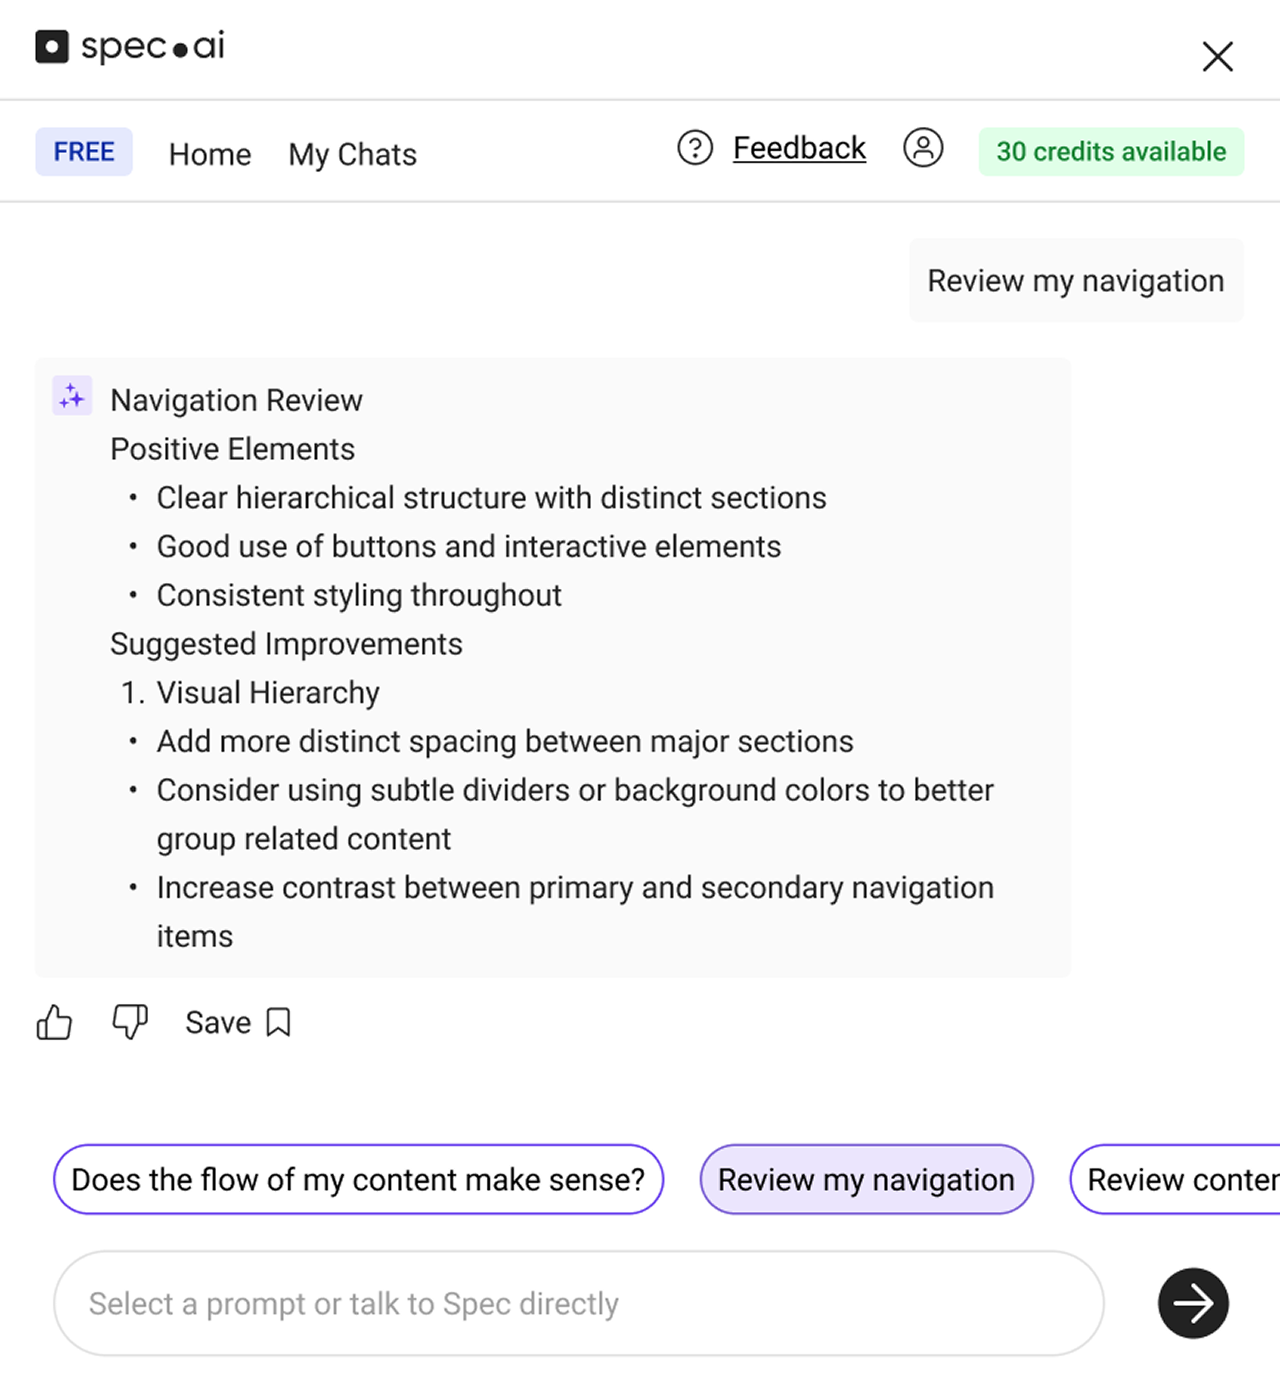 spec.ai
FREE Home My Chats Feedback 30 credits available
Review my navigation
Navigation Review
Positive Elements
• Clear hierarchical structure with distinct sections
• Good use of buttons and interactive elements
• Consistent styling throughout
Suggested Improvements
1. Visual Hierarchy
• Add more distinct spacing between major sections
• Consider using subtle dividers or background colors to better
group related content
• Increase contrast between primary and secondary navigation
items
Save
Does the flow of my content make sense? Review my navigation Review
Select a prompt or talk to Spec directly